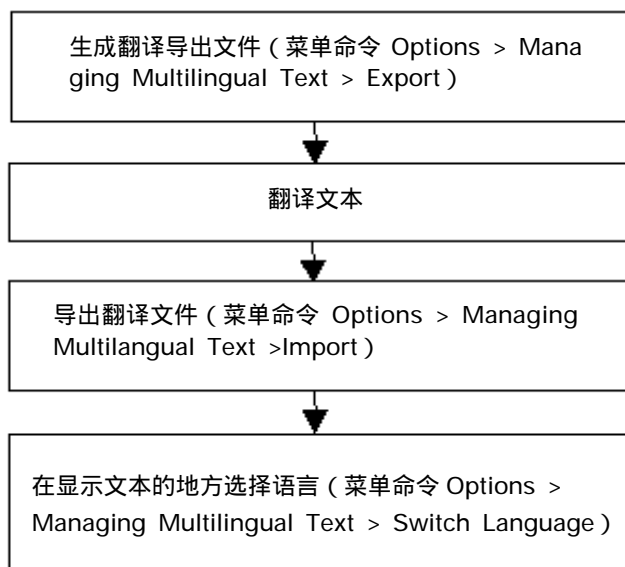 生成翻译导出文件（菜单命令 Options > Mana
ging Multilingual Text > Export）
翻译文本
导出翻译文件（菜单命令 Options > Managing
Multilangual Text >Import）
在显示文本的地方选择语言（菜单命令 Options >
Managing Multilingual Text > Switch Language）